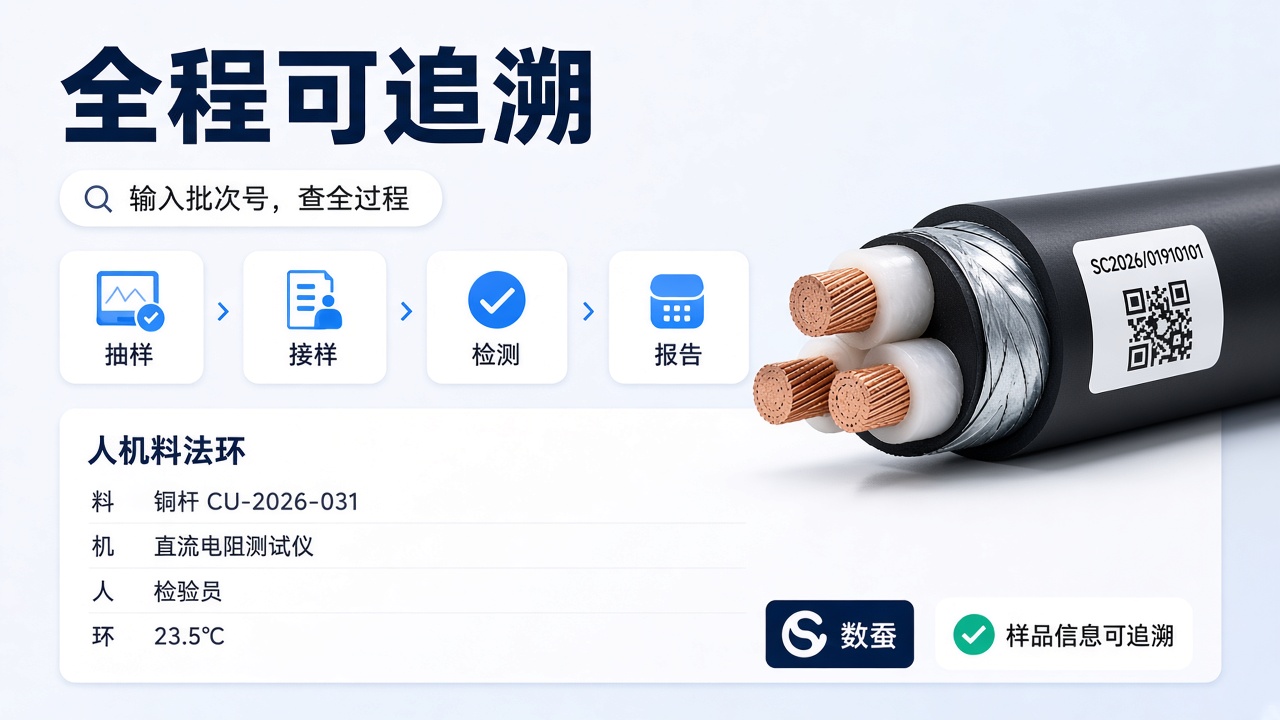 全程可追溯
输入批次号，查全过程
抽样
接样
检测
报告
SC2026/01910101
人机料法环
料 铜杆 CU-2026-031
机 直流电阻测试仪
人 检验员
环 23.5℃
数蚕
样品信息可追溯